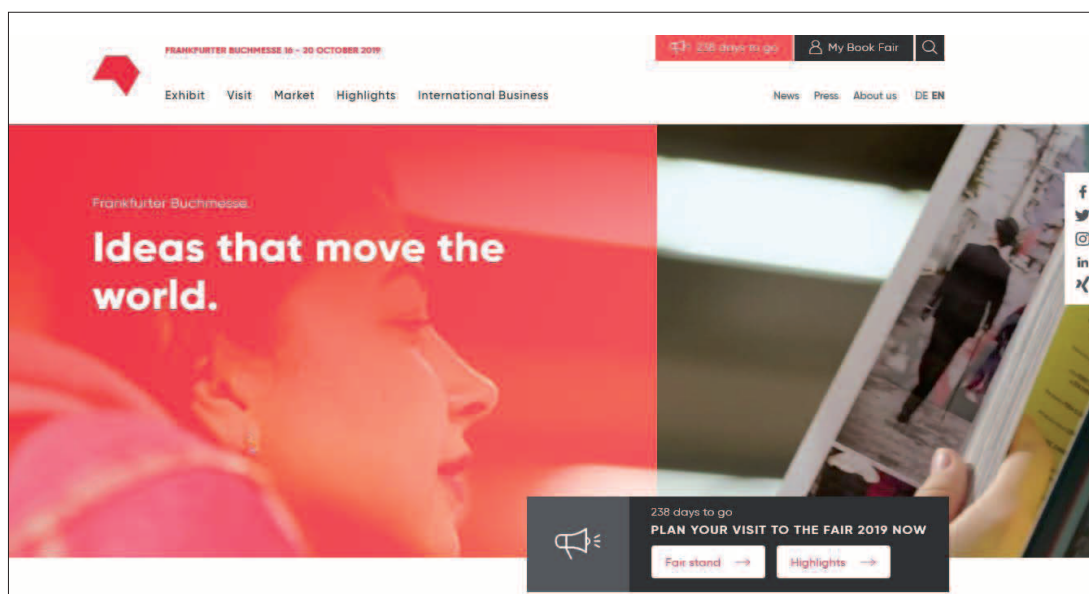 FRANKFURTER BUCHMESSE 16 – 20 OCTOBER 2019
238 days to go
My Book Fair
Exhibit Visit Market Highlights International Business
News Press About us DE EN
Frankfurter Buchmesse.
Ideas that move the
world.
238 days to go
PLAN YOUR VISIT TO THE FAIR 2019 NOW
Fair stand → Highlights →